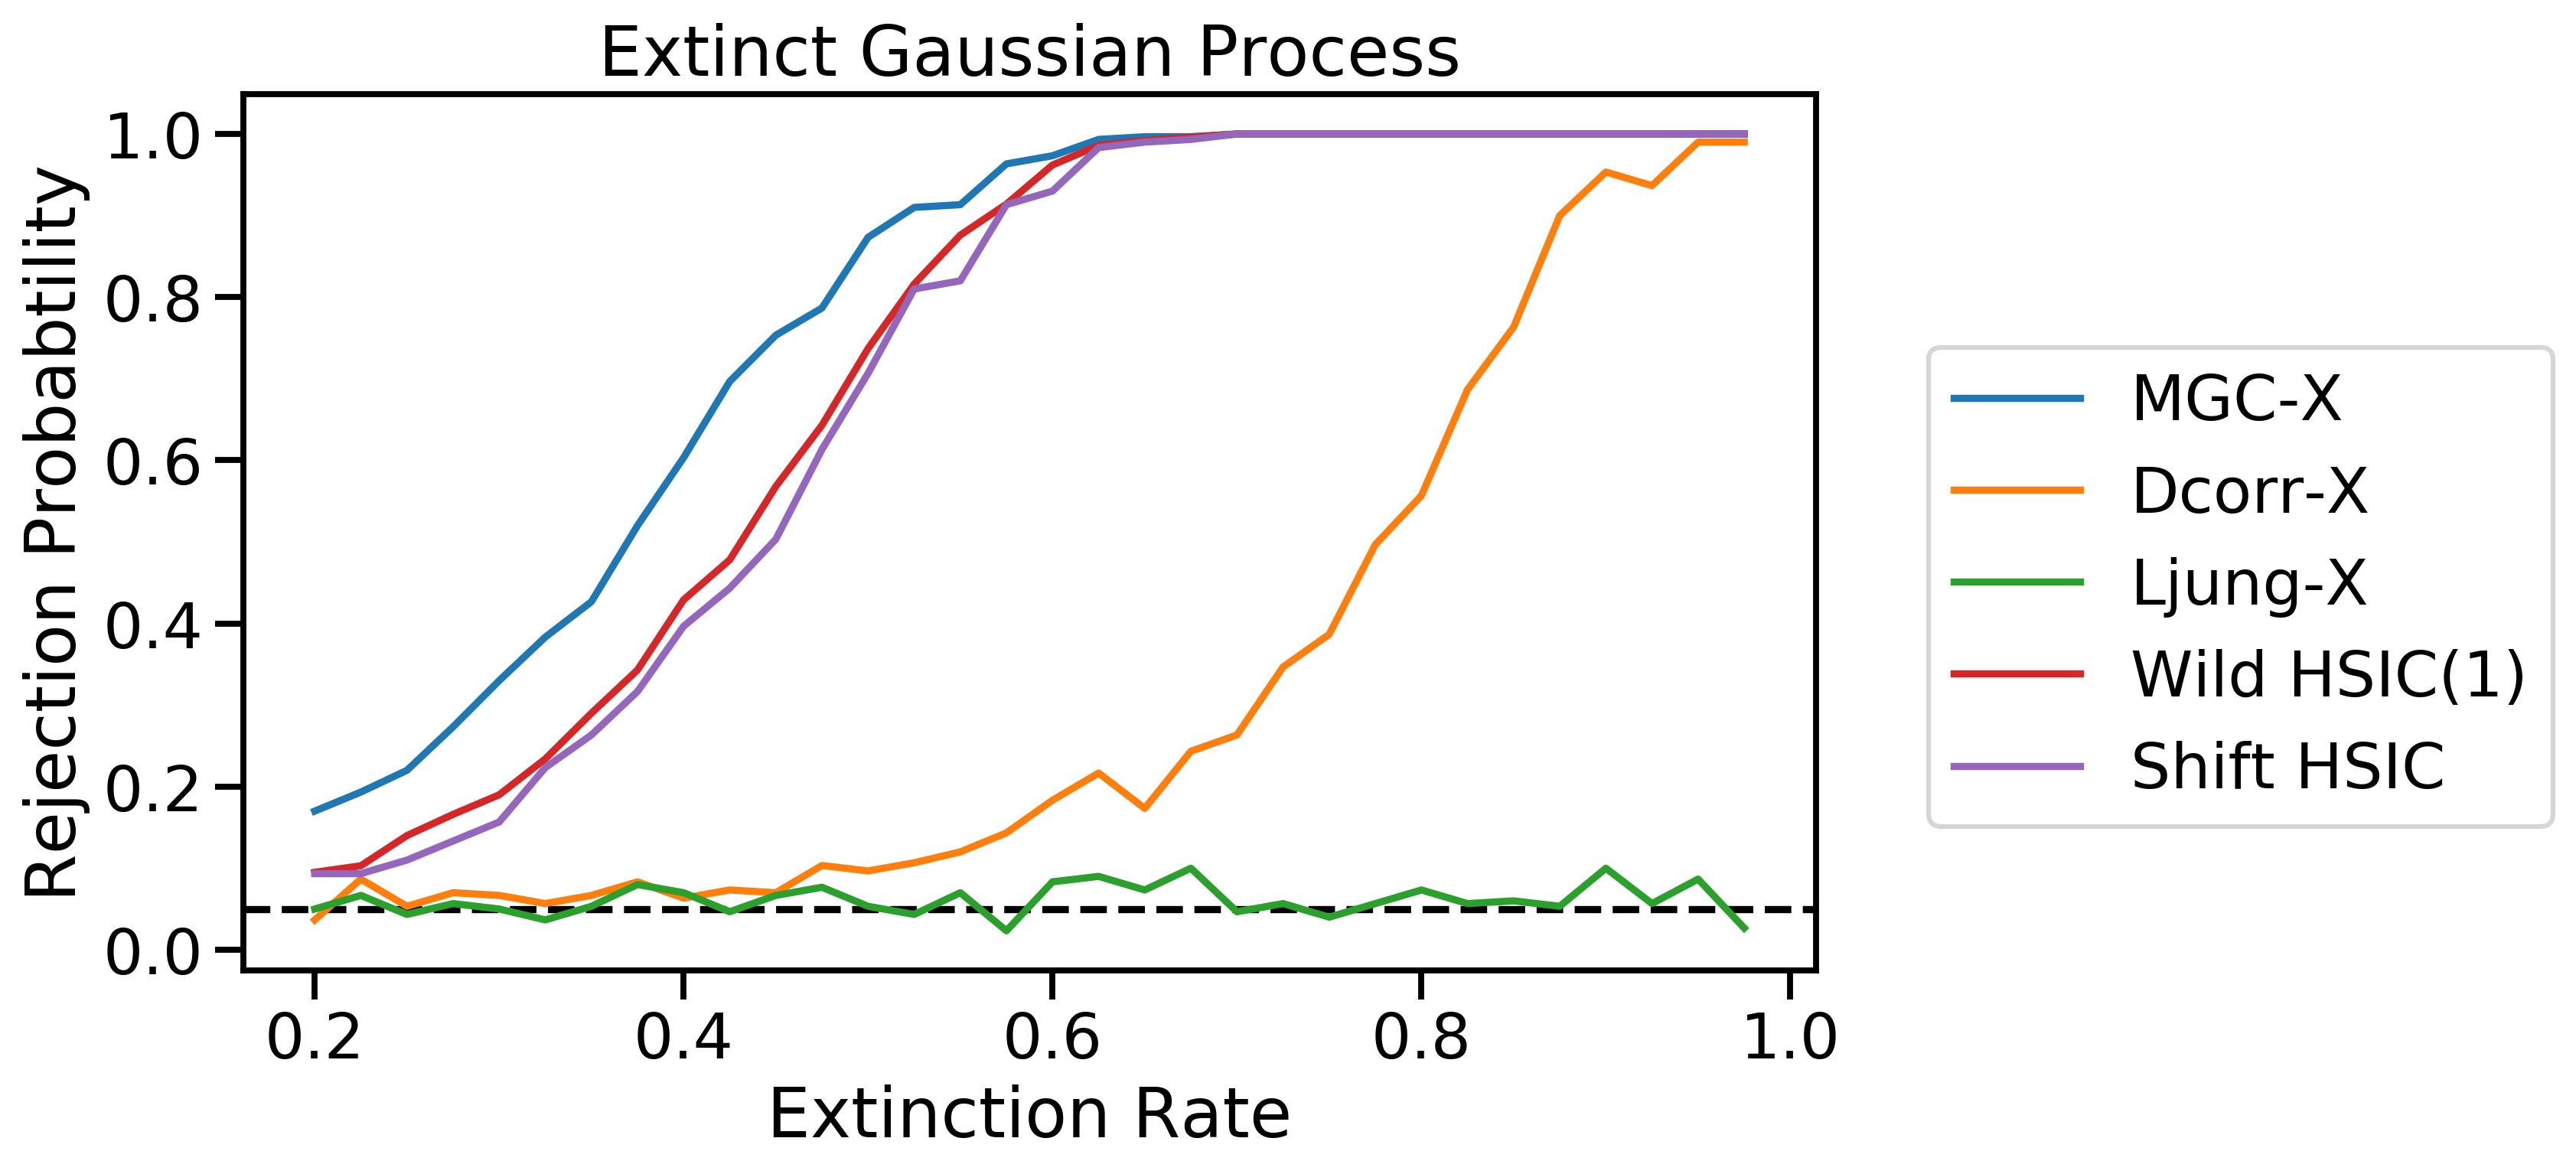 Extinct Gaussian Process
Rejection Probabtility
1.0
0.8
0.6
0.4
0.2
0.0
0.2 0.4 0.6 0.8 1.0
Extinction Rate
MGC-X
Dcorr-X
Ljung-X
Wild HSIC(1)
Shift HSIC